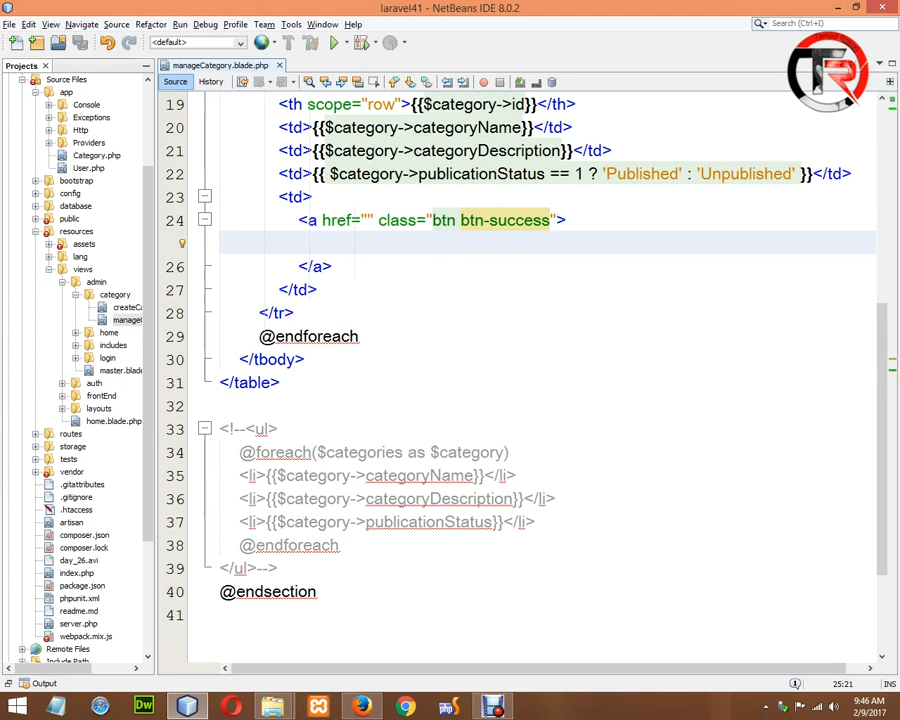 laravel41 - NetBeans IDE 8.0.2
File Edit View Navigate Source Refactor Run Debug Profile Team Tools Window Help
Search (Ctrl+I)
<default>
Projects
manageCategory.blade.php
Source History
Source Files
app
Console
Exceptions
Http
Providers
Category.php
User.php
bootstrap
config
database
public
resources
assets
lang
views
admin
category
createCa
manageC
home
includes
login
master.blade
auth
frontEnd
layouts
home.blade.php
routes
storage
tests
vendor
.gitattributes
.gitignore
.htaccess
artisan
composer.json
composer.lock
day_26.avi
index.php
package.json
phpunit.xml
readme.md
server.php
webpack.mix.js
Remote Files
Include Path
19 <th scope="row">{{$category->id}}</th>
20 <td>{{$category->categoryName}}</td>
21 <td>{{$category->categoryDescription}}</td>
22 <td>{{ $category->publicationStatus == 1 ? 'Published' : 'Unpublished' }}</td>
23 <td>
24 <a href="" class="btn btn-success">
26 </a>
27 </td>
28 </tr>
29 @endforeach
30 </tbody>
31 </table>
32
33 <!--<ul>
34 @foreach($categories as $category)
35 <li>{{$category->categoryName}}</li>
36 <li>{{$category->categoryDescription}}</li>
37 <li>{{$category->publicationStatus}}</li>
38 @endforeach
39 </ul>-->
40 @endsection
41
Output
25:21 INS
9:46 AM
2/9/2017